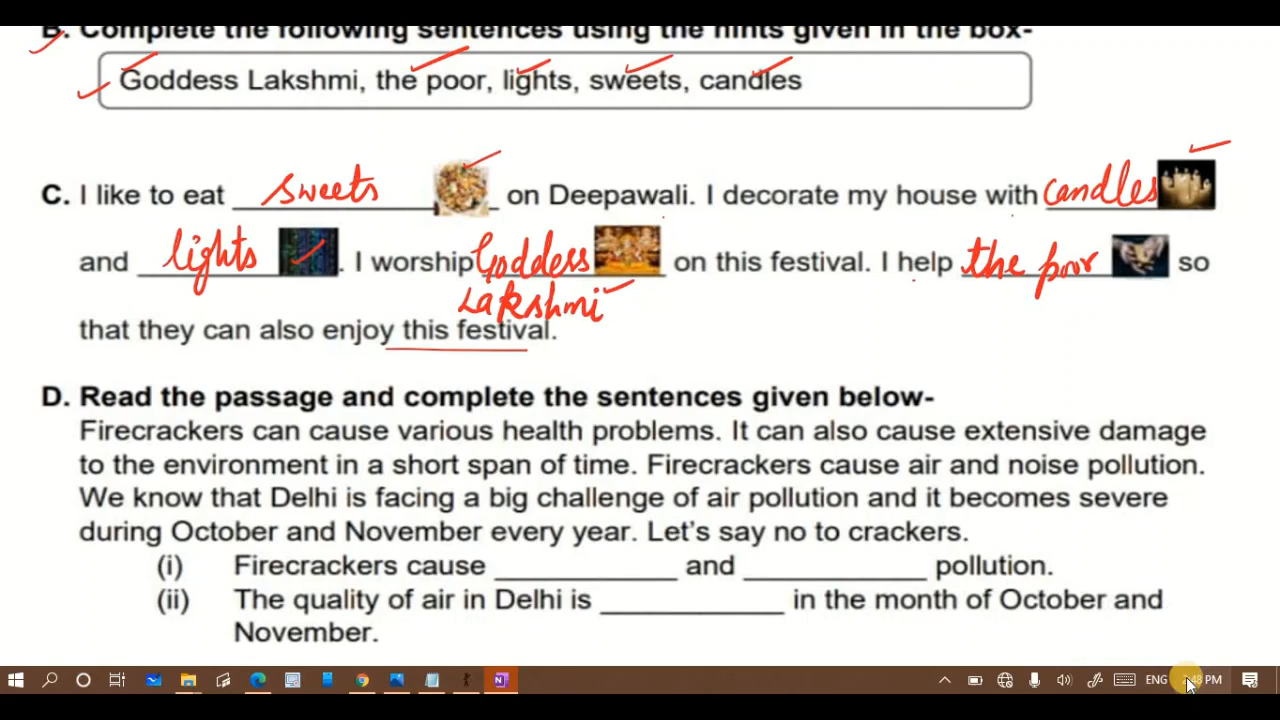 B. Complete the following sentences using the hints given in the box-
Goddess Lakshmi, the poor, lights, sweets, candles
C. I like to eat sweets on Deepawali. I decorate my house with candles
and lights. I worship Goddess on this festival. I help the poor so
Lakshmi
that they can also enjoy this festival.
D. Read the passage and complete the sentences given below-
Firecrackers can cause various health problems. It can also cause extensive damage
to the environment in a short span of time. Firecrackers cause air and noise pollution.
We know that Delhi is facing a big challenge of air pollution and it becomes severe
during October and November every year. Let's say no to crackers.
(i) Firecrackers cause ____________ and ____________ pollution.
(ii) The quality of air in Delhi is ____________ in the month of October and
November.
ENG 2:48 PM